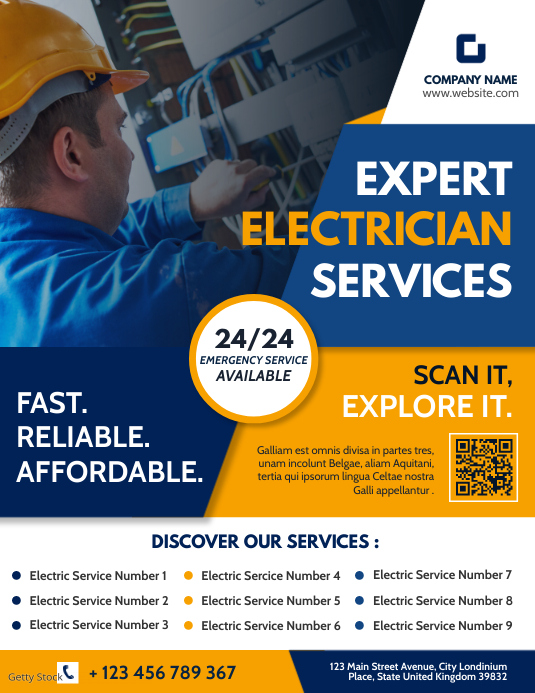 COMPANY NAME
www.website.com
EXPERT
ELECTRICIAN
SERVICES
24/24
EMERGENCY SERVICE
AVAILABLE
FAST.
RELIABLE.
AFFORDABLE.
SCAN IT,
EXPLORE IT.
Galliam est omnis divisa in partes tres,
unam incolunt Belgae, aliam Aquitani,
tertia qui ipsorum lingua Celtae nostra
Galli appellantur .
DISCOVER OUR SERVICES :
Electric Service Number 1
Electric Service Number 2
Electric Service Number 3
Electric Sercice Number 4
Electric Service Number 5
Electric Service Number 6
Electric Service Number 7
Electric Service Number 8
Electric Service Number 9
Getty Stock
+ 123 456 789 367
123 Main Street Avenue, City Londinium
Place, State United Kingdom 39832